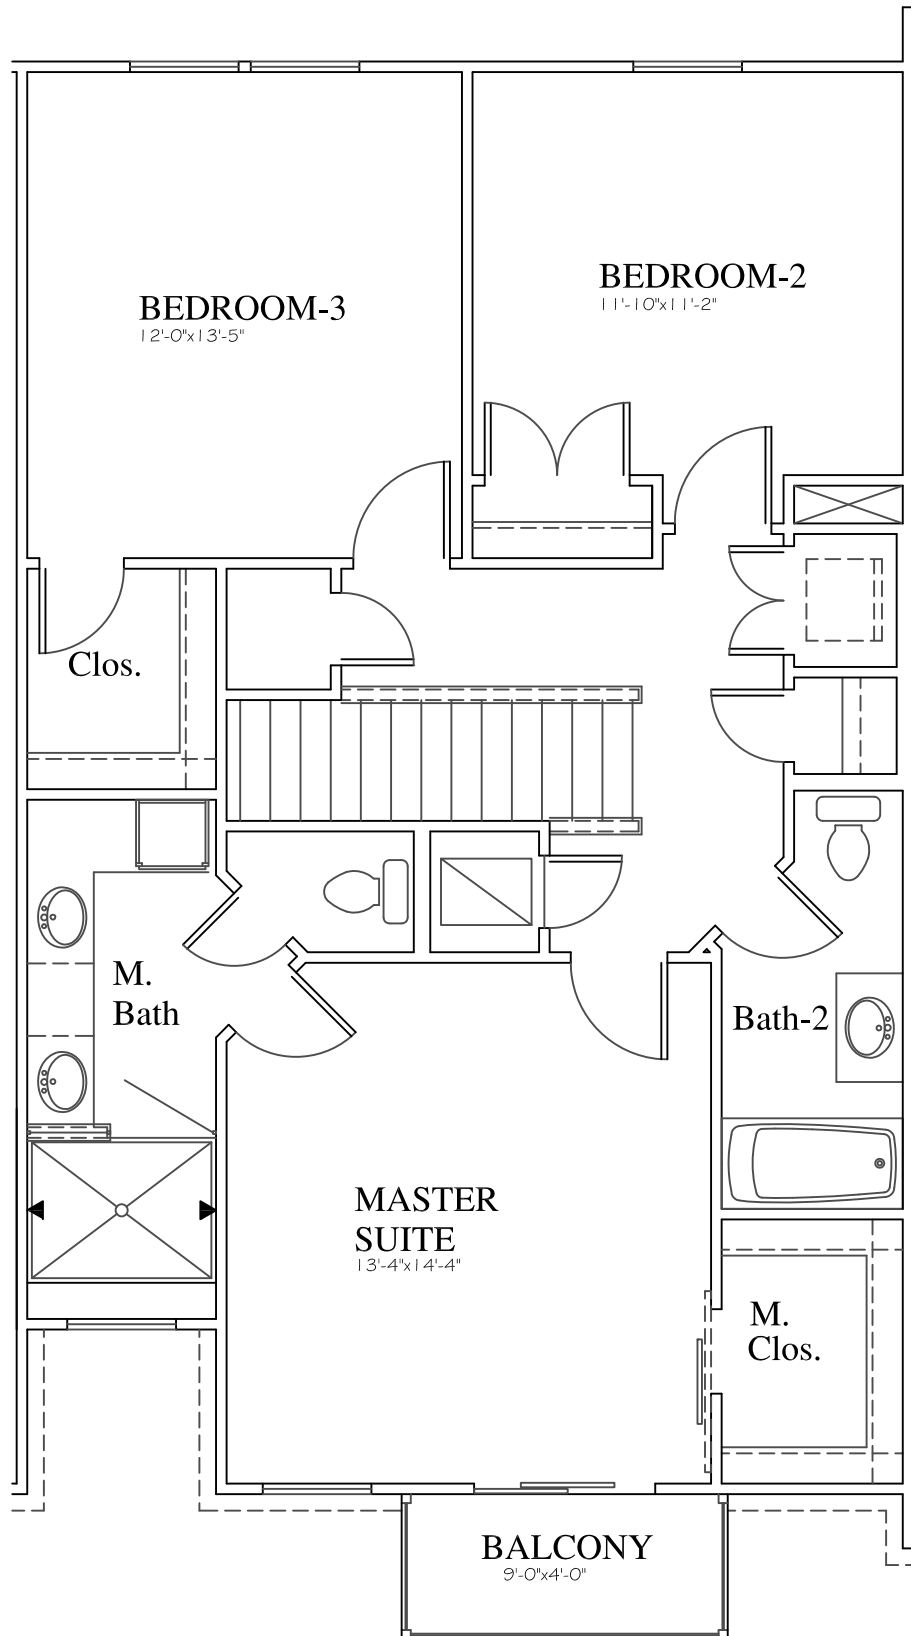 BEDROOM-2
11'-10"x11'-2"
BEDROOM-3
12'-0"x13'-5"
Clos.
M.
Bath
Bath-2
MASTER
SUITE
13'-4"x14'-4"
M.
Clos.
BALCONY
9'-0"x4'-0"